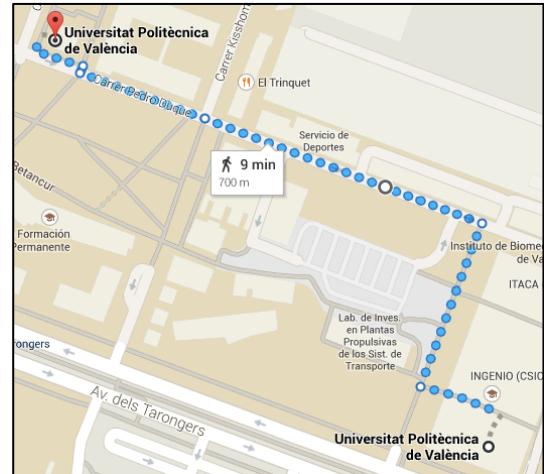 Universitat Politècnica
de València
Carrer Kisshom
El Trinquet
Carrer Pedro Duque
Servicio de
Deportes
9 min
700 m
Betancur
Formación
Permanente
Instituto de Biomec
de Va
ITACA
Lab. de Inves.
en Plantas
Propulsivas
de los Sist. de
Transporte
INGENIO (CSIC
rongers
Av. dels Tarongers
Universitat Politècnica
de València